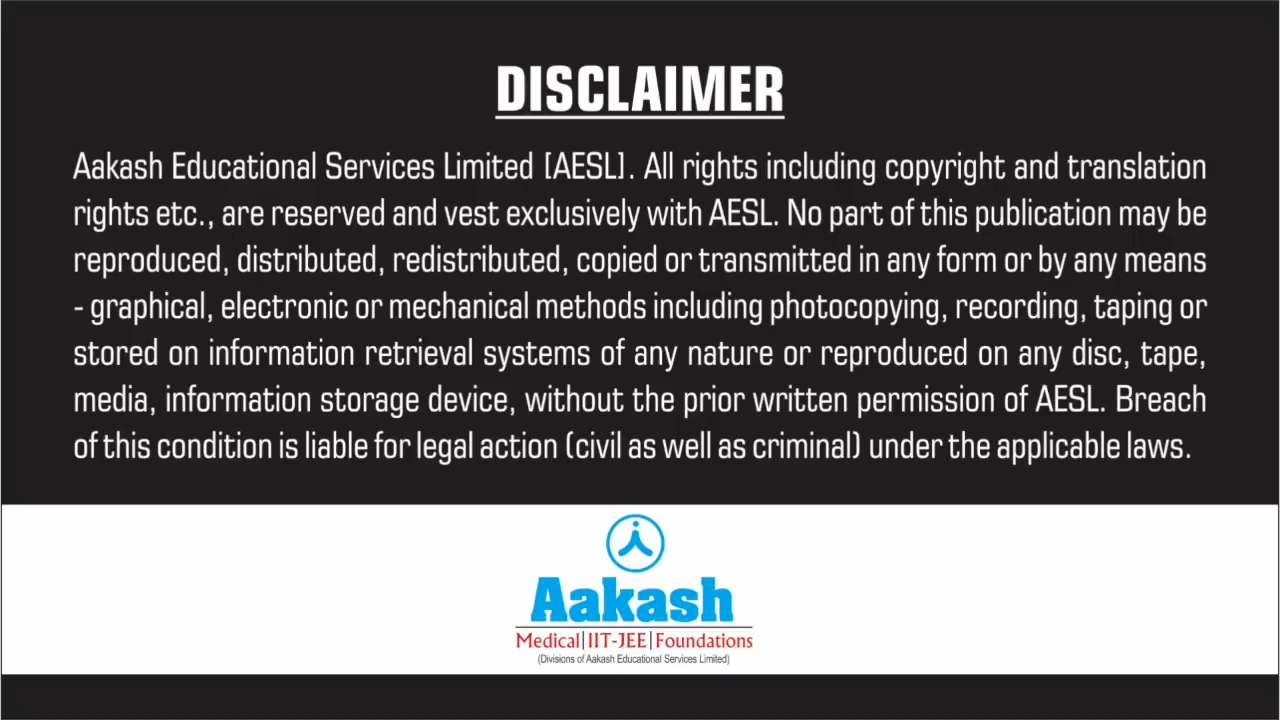 DISCLAIMER
Aakash Educational Services Limited [AESL]. All rights including copyright and translation
rights etc., are reserved and vest exclusively with AESL. No part of this publication may be
reproduced, distributed, redistributed, copied or transmitted in any form or by any means
- graphical, electronic or mechanical methods including photocopying, recording, taping or
stored on information retrieval systems of any nature or reproduced on any disc, tape,
media, information storage device, without the prior written permission of AESL. Breach
of this condition is liable for legal action (civil as well as criminal) under the applicable laws.
Aakash
Medical|IIT-JEE|Foundations
(Divisions of Aakash Educational Services Limited)